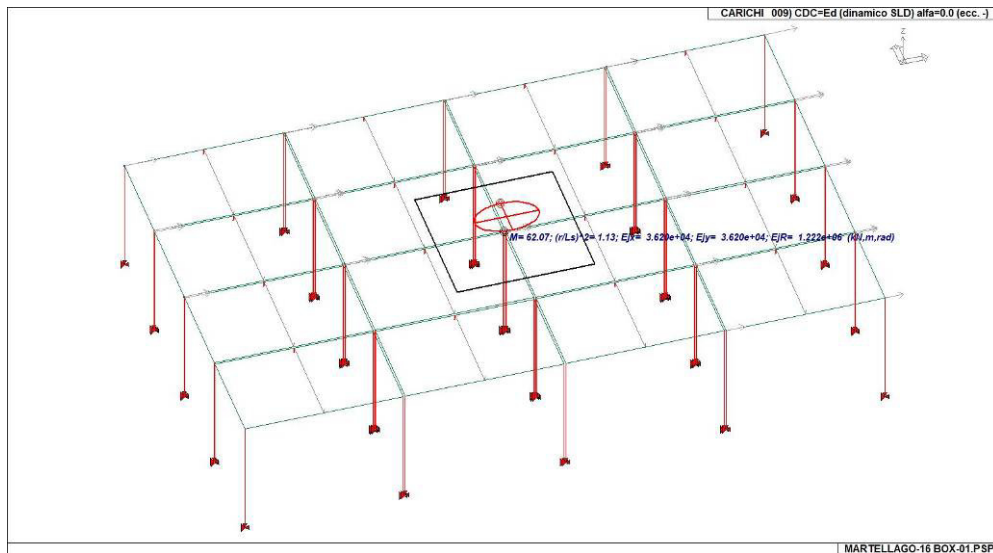 CARICHI 009) CDC=Ed (dinamico SLD) alfa=0.0 (ecc. -)
Z
M= 62.07; (r/Ls)^2= 1.13; Ejx= 3.620e+04; Ejy= 3.620e+04; EjR= 1.222e+06 (kN,m,rad)
MARTELLAGO-16 BOX-01.PSP